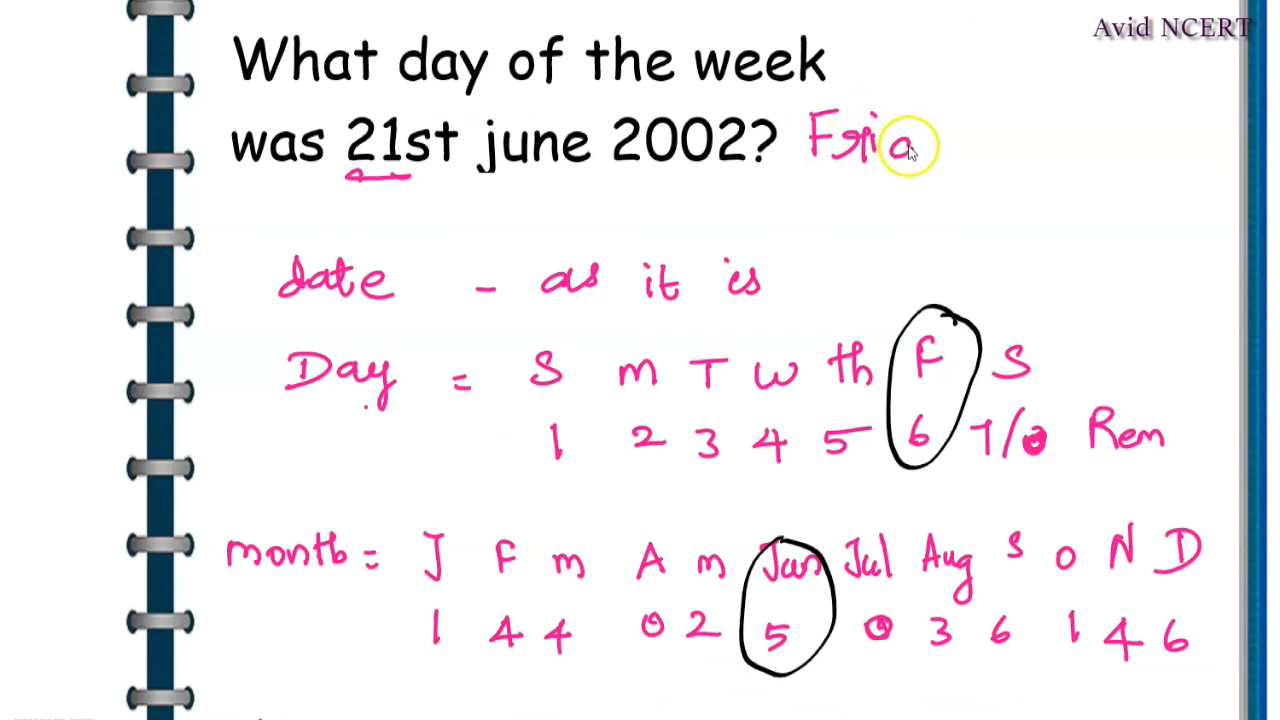 Avid NCERT
What day of the week
was 21st june 2002? Frid
date - as it is
Day = S M T W th F S
1 2 3 4 5 6 7/0 Rem
month = J F m A m Jun Jul Aug S O N D
1 4 4 0 2 5 0 3 6 1 4 6